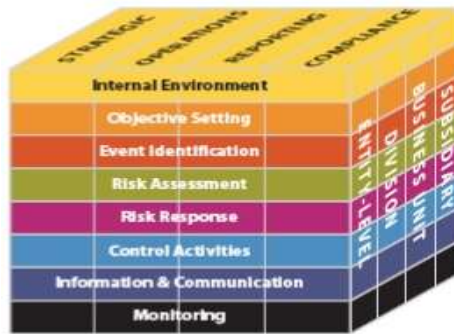 STRATEGIC
OPERATIONS
REPORTING
COMPLIANCE
Internal Environment
Objective Setting
Event Identification
Risk Assessment
Risk Response
Control Activities
Information & Communication
Monitoring
ENTITY-LEVEL
DIVISION
BUSINESS UNIT
SUBSIDIARY